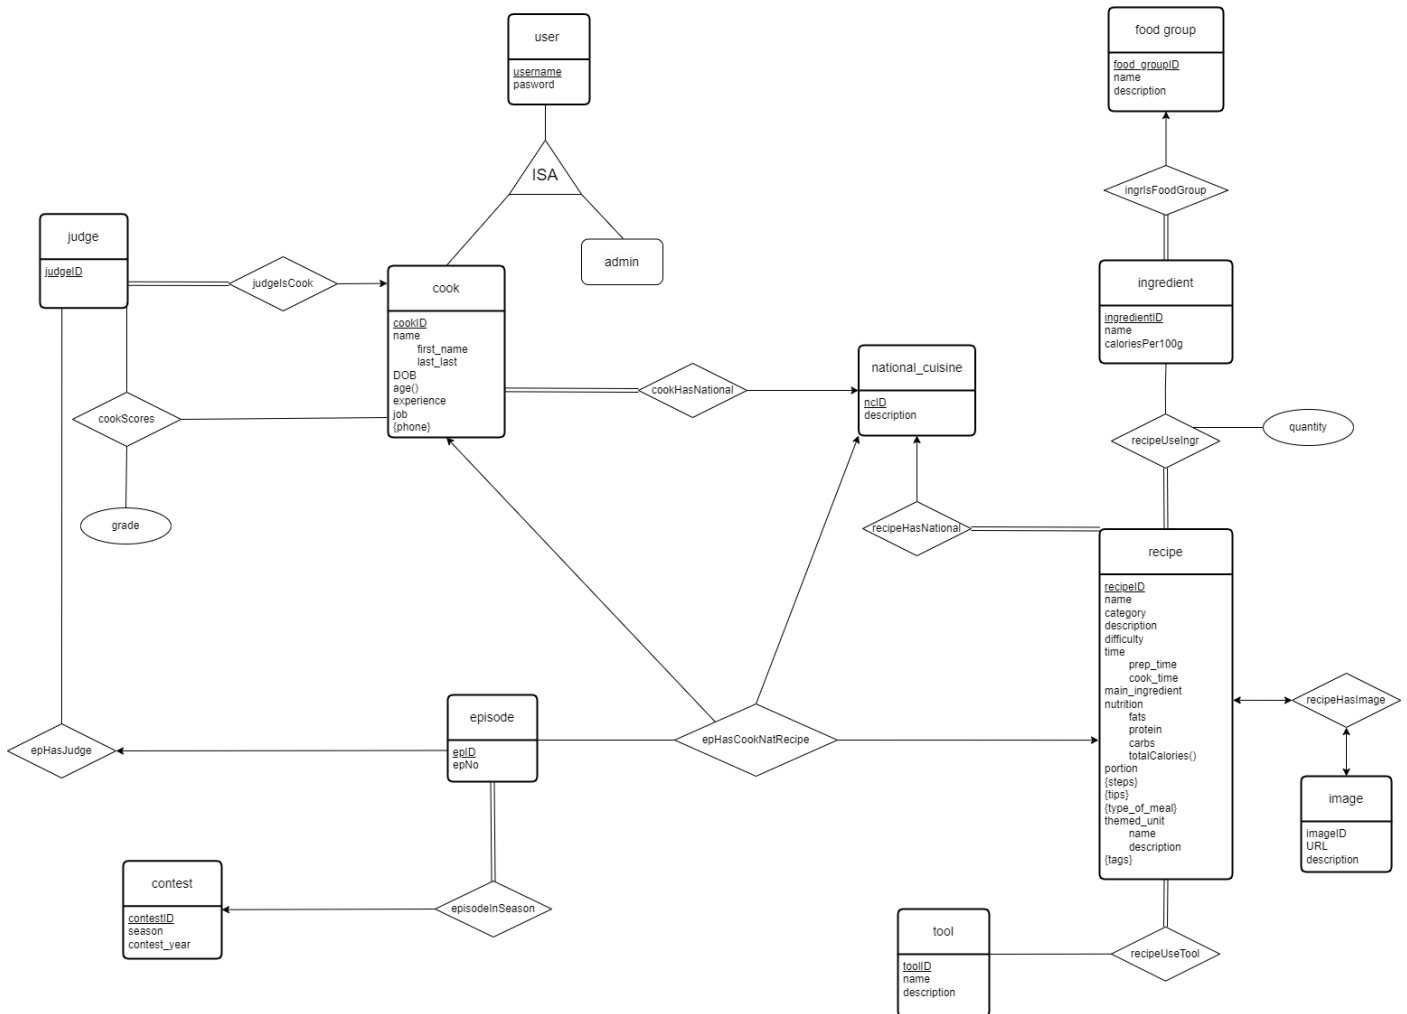 user
username
pasword
food group
food_groupID
name
description
ISA
ingrIsFoodGroup
judge
judgeID
admin
judgeIsCook
cook
cookID
name
first_name
last_last
DOB
age()
experience
job
{phone}
ingredient
ingredientID
name
caloriesPer100g
national_cuisine
ncID
description
cookHasNational
cookScores
recipeUseIngr
quantity
grade
recipeHasNational
recipe
recipeID
name
category
description
difficulty
time
prep_time
cook_time
main_ingredient
nutrition
fats
protein
carbs
totalCalories()
portion
{steps}
{tips}
{type_of_meal}
themed_unit
name
description
{tags}
recipeHasImage
episode
epID
epNo
epHasCookNatRecipe
epHasJudge
image
imageID
URL
description
contest
contestID
season
contest_year
episodeInSeason
tool
toolID
name
description
recipeUseTool